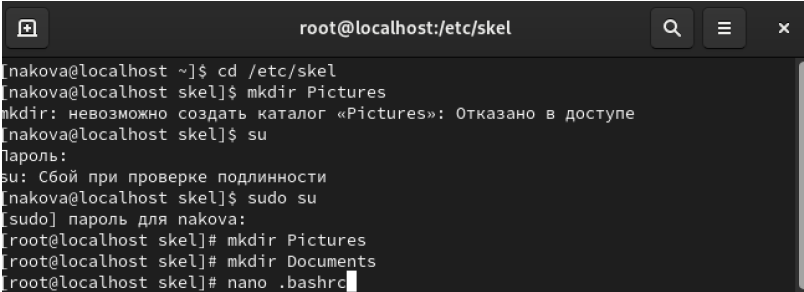 root@localhost:/etc/skel
[nakova@localhost ~]$ cd /etc/skel
[nakova@localhost skel]$ mkdir Pictures
mkdir: невозможно создать каталог «Pictures»: Отказано в доступе
[nakova@localhost skel]$ su
Пароль:
su: Сбой при проверке подлинности
[nakova@localhost skel]$ sudo su
[sudo] пароль для nakova:
[root@localhost skel]# mkdir Pictures
[root@localhost skel]# mkdir Documents
[root@localhost skel]# nano .bashrc